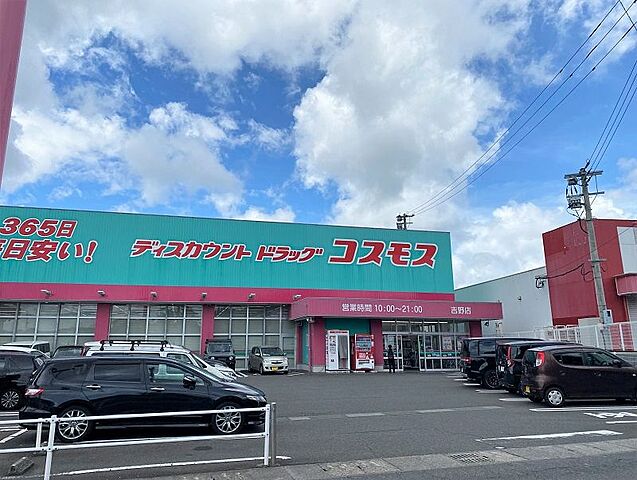 365日
毎日安い!
ディスカウント ドラッグ コスモス
営業時間 10:00~21:00 吉野店